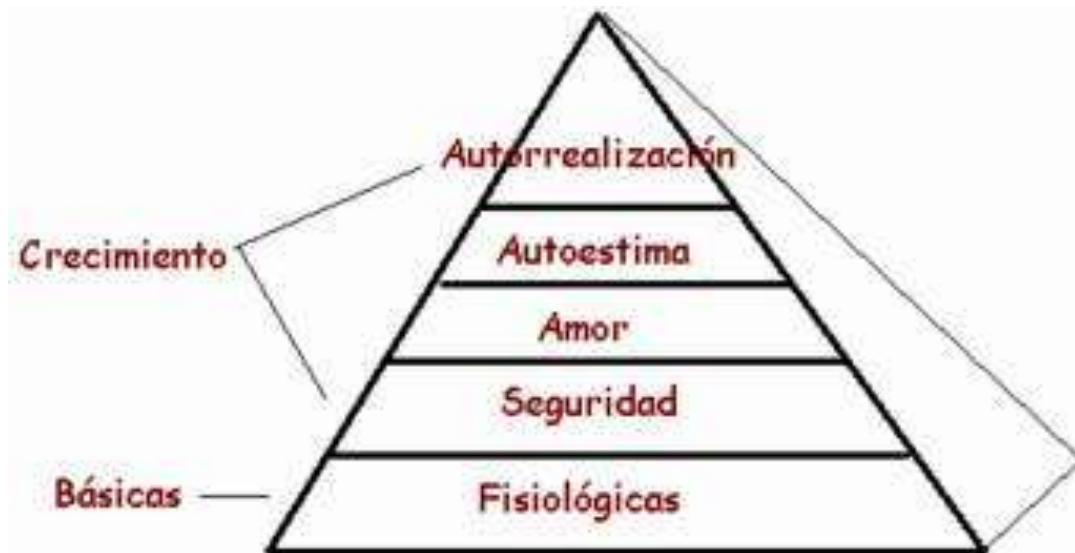 Autorrealización
Crecimiento
Autoestima
Amor
Seguridad
Básicas
Fisiológicas